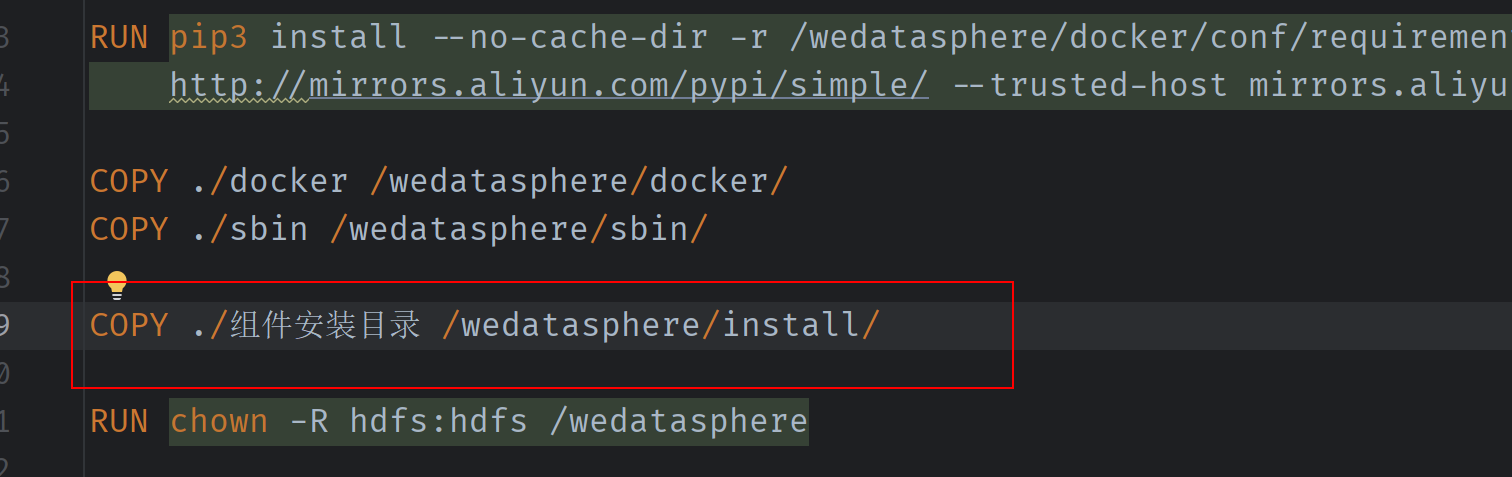 3 RUN pip3 install --no-cache-dir -r /wedatasphere/docker/conf/requiremen
4 http://mirrors.aliyun.com/pypi/simple/ --trusted-host mirrors.aliyu
5
6 COPY ./docker /wedatasphere/docker/
7 COPY ./sbin /wedatasphere/sbin/
8
9 COPY ./组件安装目录 /wedatasphere/install/
0
1 RUN chown -R hdfs:hdfs /wedatasphere
2